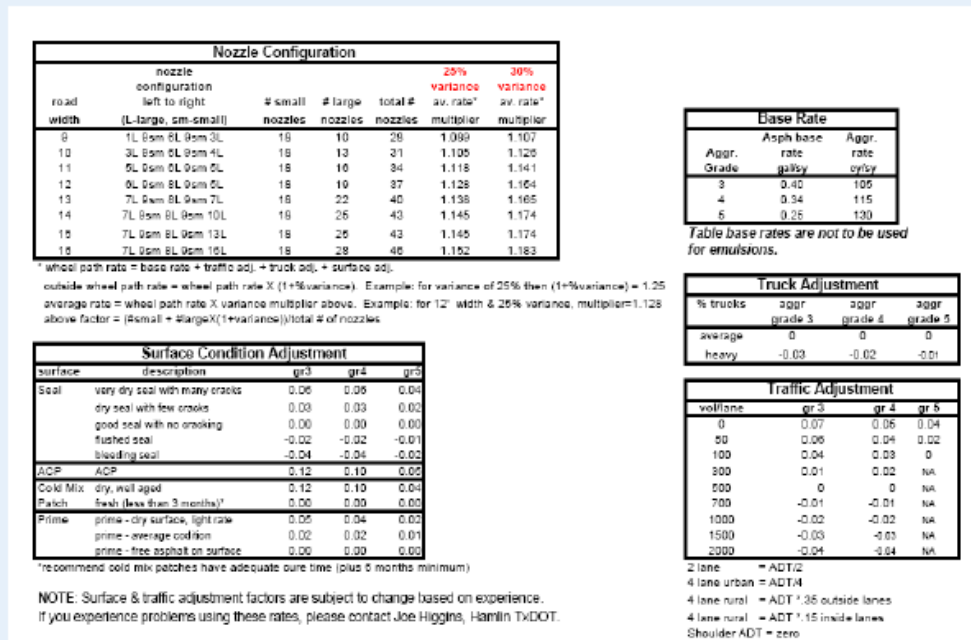 Nozzle Configuration
nozzle 25% 30%
configuration variance variance
road left to right # small # large total # av. rate* av. rate*
width (L-large, sm-small) nozzles nozzles nozzles multiplier multiplier
9 1L 9sm 6L 9sm 3L 18 10 28 1.089 1.107
10 3L 9sm 6L 9sm 4L 18 13 31 1.105 1.126
11 5L 9sm 6L 9sm 5L 18 16 34 1.118 1.141
12 6L 9sm 8L 9sm 5L 18 19 37 1.128 1.154
13 7L 9sm 8L 9sm 7L 18 22 40 1.138 1.165
14 7L 9sm 8L 9sm 10L 18 25 43 1.145 1.174
15 7L 9sm 8L 9sm 13L 18 25 43 1.145 1.174
16 7L 9sm 8L 9sm 16L 18 28 46 1.152 1.183
* wheel path rate = base rate + traffic adj. + truck adj. + surface adj.
outside wheel path rate = wheel path rate X (1+%variance). Example: for variance of 25% then (1+%variance) = 1.25
average rate = wheel path rate X variance multiplier above. Example: for 12' width & 25% variance, multiplier=1.128
above factor = (#small + #largeX(1+variance))/total # of nozzles
Surface Condition Adjustment
surface description gr3 gr4 gr5
Seal very dry seal with many cracks 0.06 0.06 0.04
dry seal with few cracks 0.03 0.03 0.02
good seal with no cracking 0.00 0.00 0.00
flushed seal -0.02 -0.02 -0.01
bleeding seal -0.04 -0.04 -0.02
ACP ACP 0.12 0.10 0.05
Cold Mix dry, well aged 0.12 0.10 0.04
Patch fresh (less than 3 months)* 0.00 0.00 0.00
Prime prime - dry surface, light rate 0.05 0.04 0.02
prime - average codition 0.02 0.02 0.01
prime - free asphalt on surface 0.00 0.00 0.00
*recommend cold mix patches have adequate cure time (plus 6 months minimum)
NOTE: Surface & traffic adjustment factors are subject to change based on experience.
If you experience problems using these rates, please contact Joe Higgins, Hamlin TxDOT.
Base Rate
Asph base Aggr.
Aggr. rate rate
Grade gal/sy cy/sy
3 0.40 105
4 0.34 115
5 0.25 130
Table base rates are not to be used
for emulsions.
Truck Adjustment
% trucks aggr aggr aggr
grade 3 grade 4 grade 5
average 0 0 0
heavy -0.03 -0.02 -0.01
Traffic Adjustment
vol/lane gr 3 gr 4 gr 5
0 0.07 0.05 0.04
50 0.06 0.04 0.02
100 0.04 0.03 0
300 0.01 0.02 NA
500 0 0 NA
700 -0.01 -0.01 NA
1000 -0.02 -0.02 NA
1500 -0.03 -0.03 NA
2000 -0.04 -0.04 NA
2 lane = ADT/2
4 lane urban = ADT/4
4 lane rural = ADT *.35 outside lanes
4 lane rural = ADT *.15 inside lanes
Shoulder ADT = zero